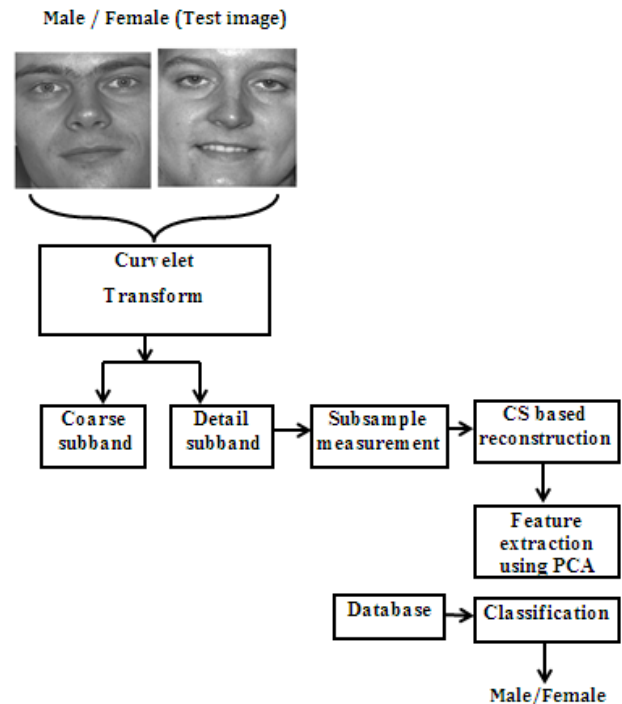 Male / Female (Test image)
Curvelet
Transform
Coarse
subband
Detail
subband
Subsample
measurement
CS based
reconstruction
Feature
extraction
using PCA
Database
Classification
Male/Female